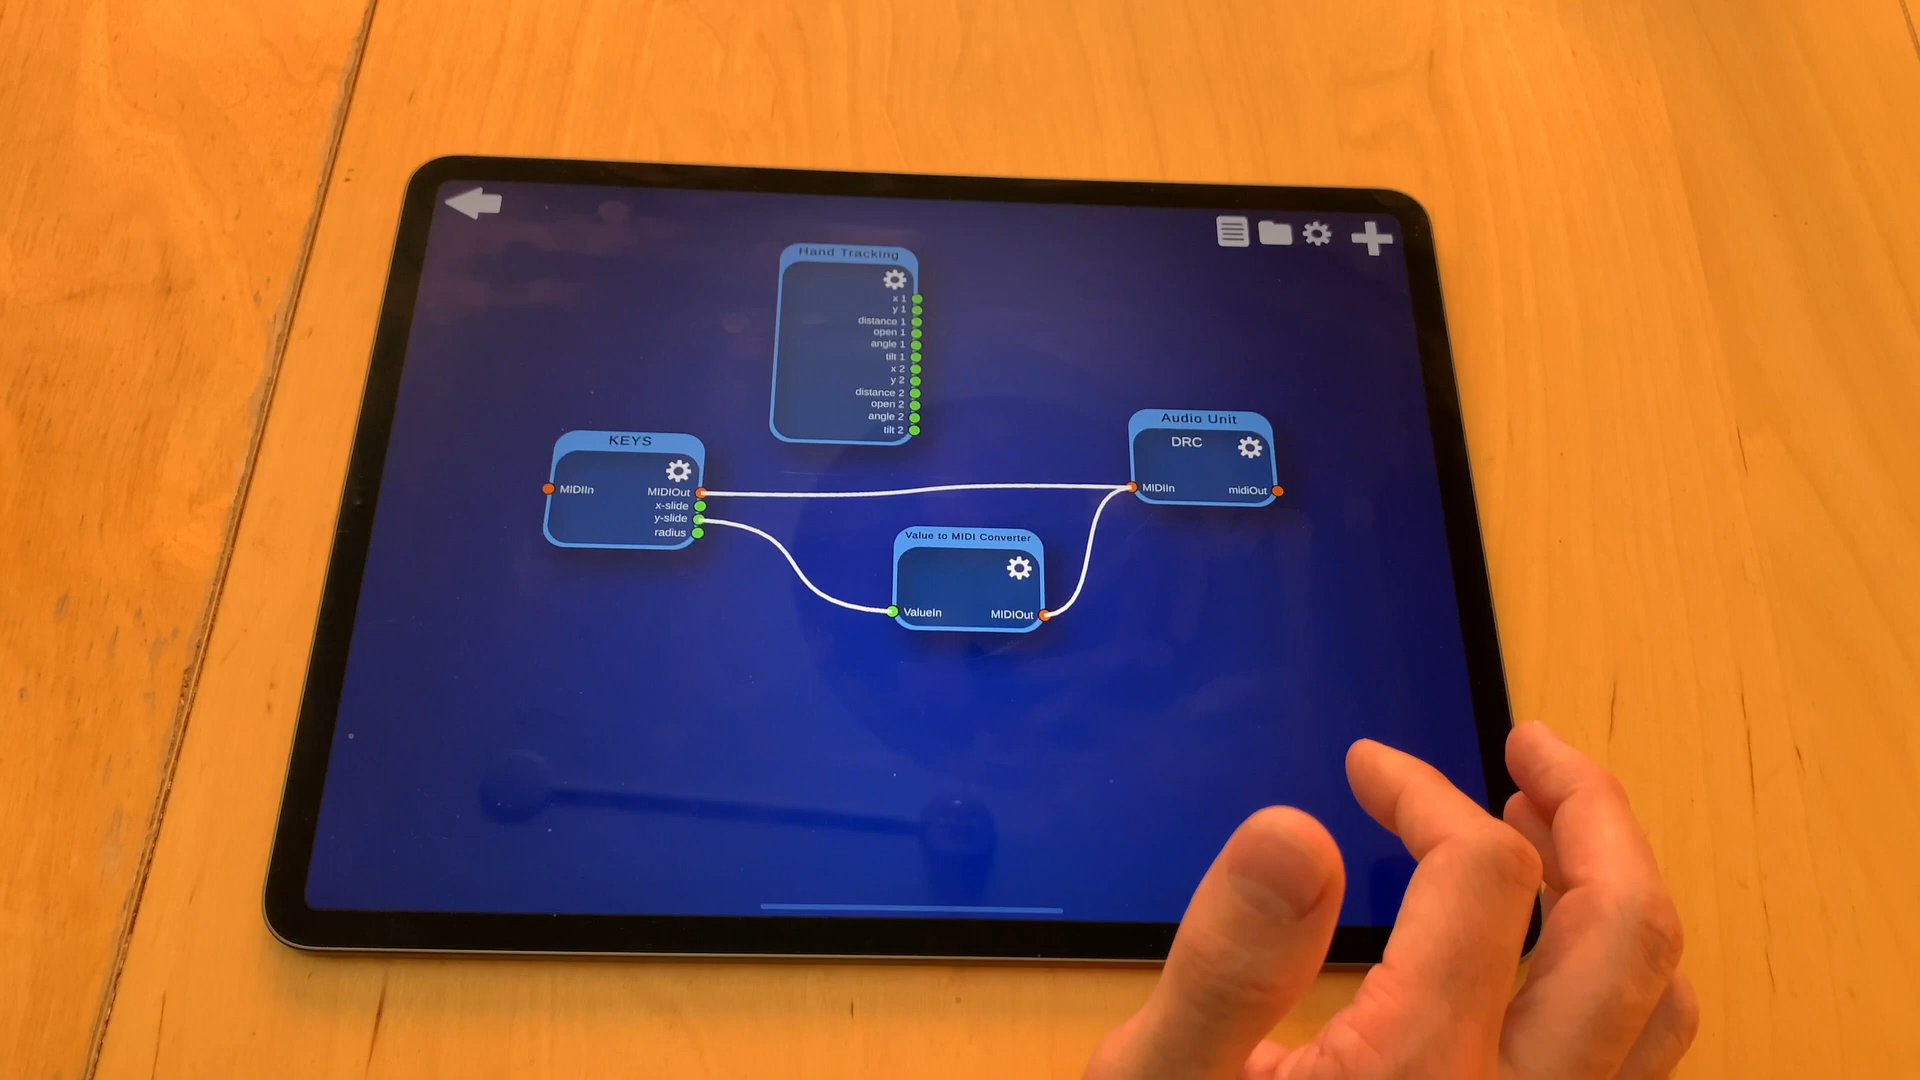 Hand Tracking
x 1
y 1
distance 1
open 1
angle 1
tilt 1
x 2
y 2
distance 2
open 2
angle 2
tilt 2
KEYS
MIDIIn
MIDIOut
x-slide
y-slide
radius
Audio Unit
DRC
MIDIIn
midiOut
Value to MIDI Converter
ValueIn
MIDIOut